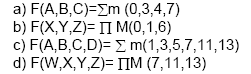 a) F(A,B,C)=∑m (0,3,4,7)
b) F(X,Y,Z)= ∏ M(0,1,6)
c) F(A,B,C,D)= ∑ m(1,3,5,7,11,13)
d) F(W,X,Y,Z)= ∏M (7,11,13)